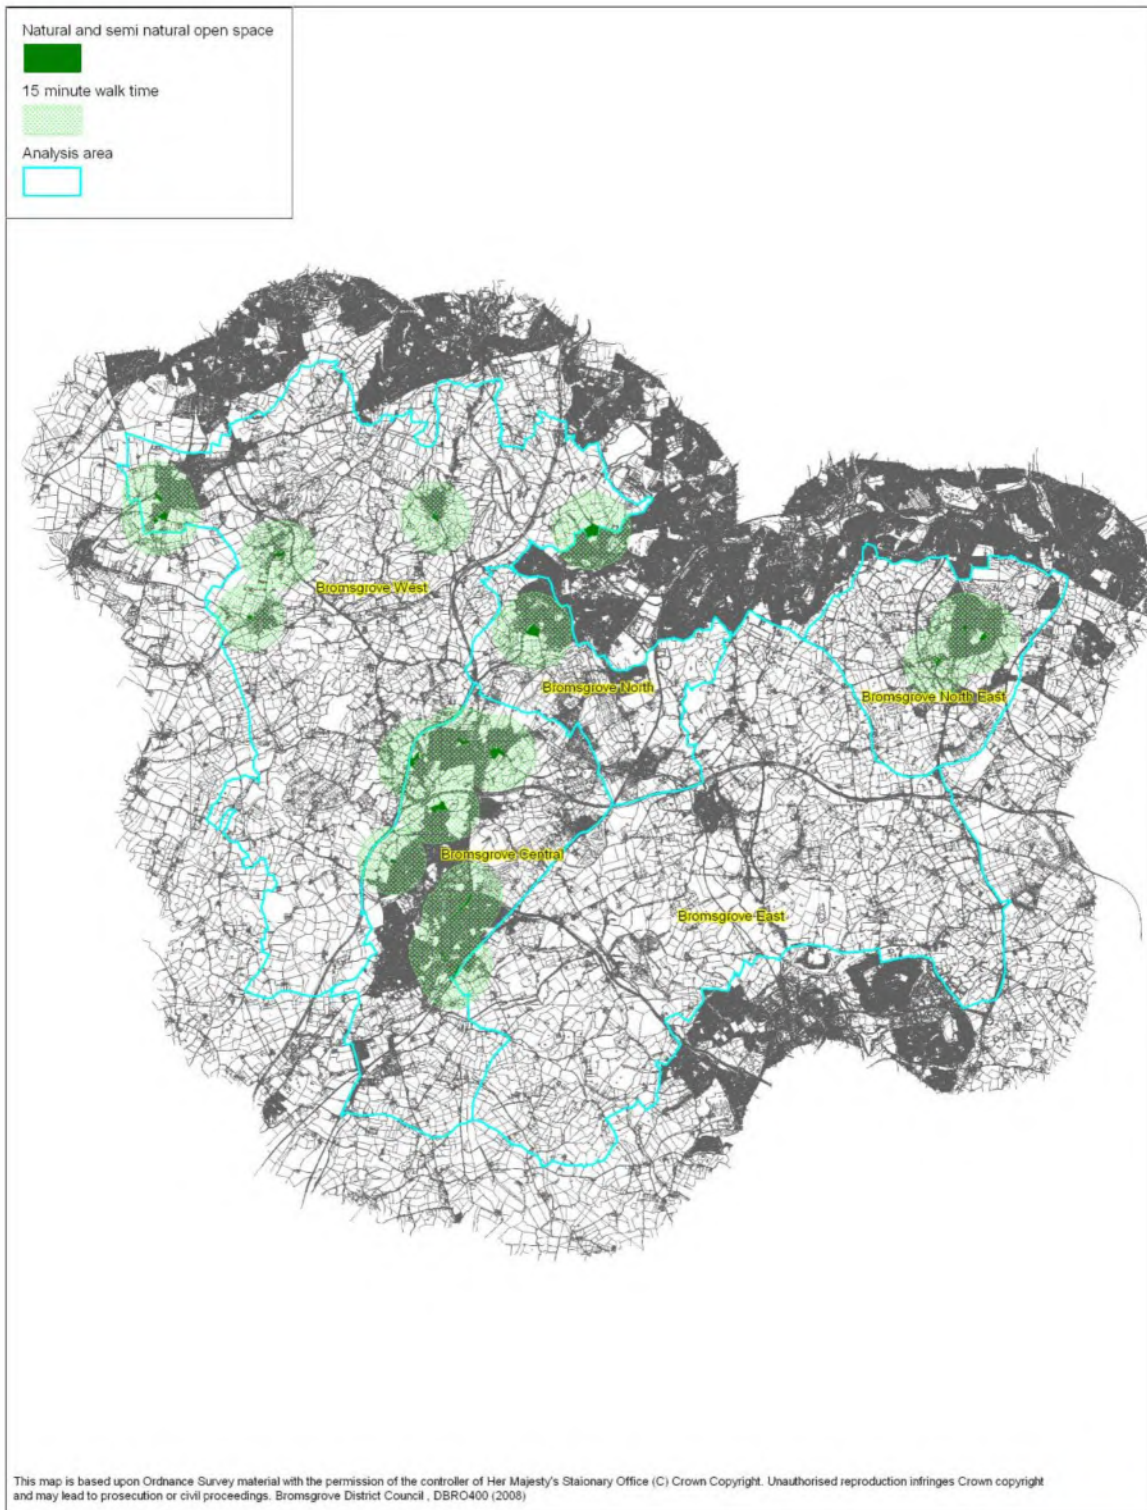 Natural and semi natural open space
15 minute walk time
Analysis area
Bromsgrove West
Bromsgrove North
Bromsgrove North East
Bromsgrove Central
Bromsgrove East
This map is based upon Ordnance Survey material with the permission of the controller of Her Majesty's Staionary Office (C) Crown Copyright. Unauthorised reproduction infringes Crown copyright
and may lead to prosecution or civil proceedings. Bromsgrove District Council , DBRO400 (2008)